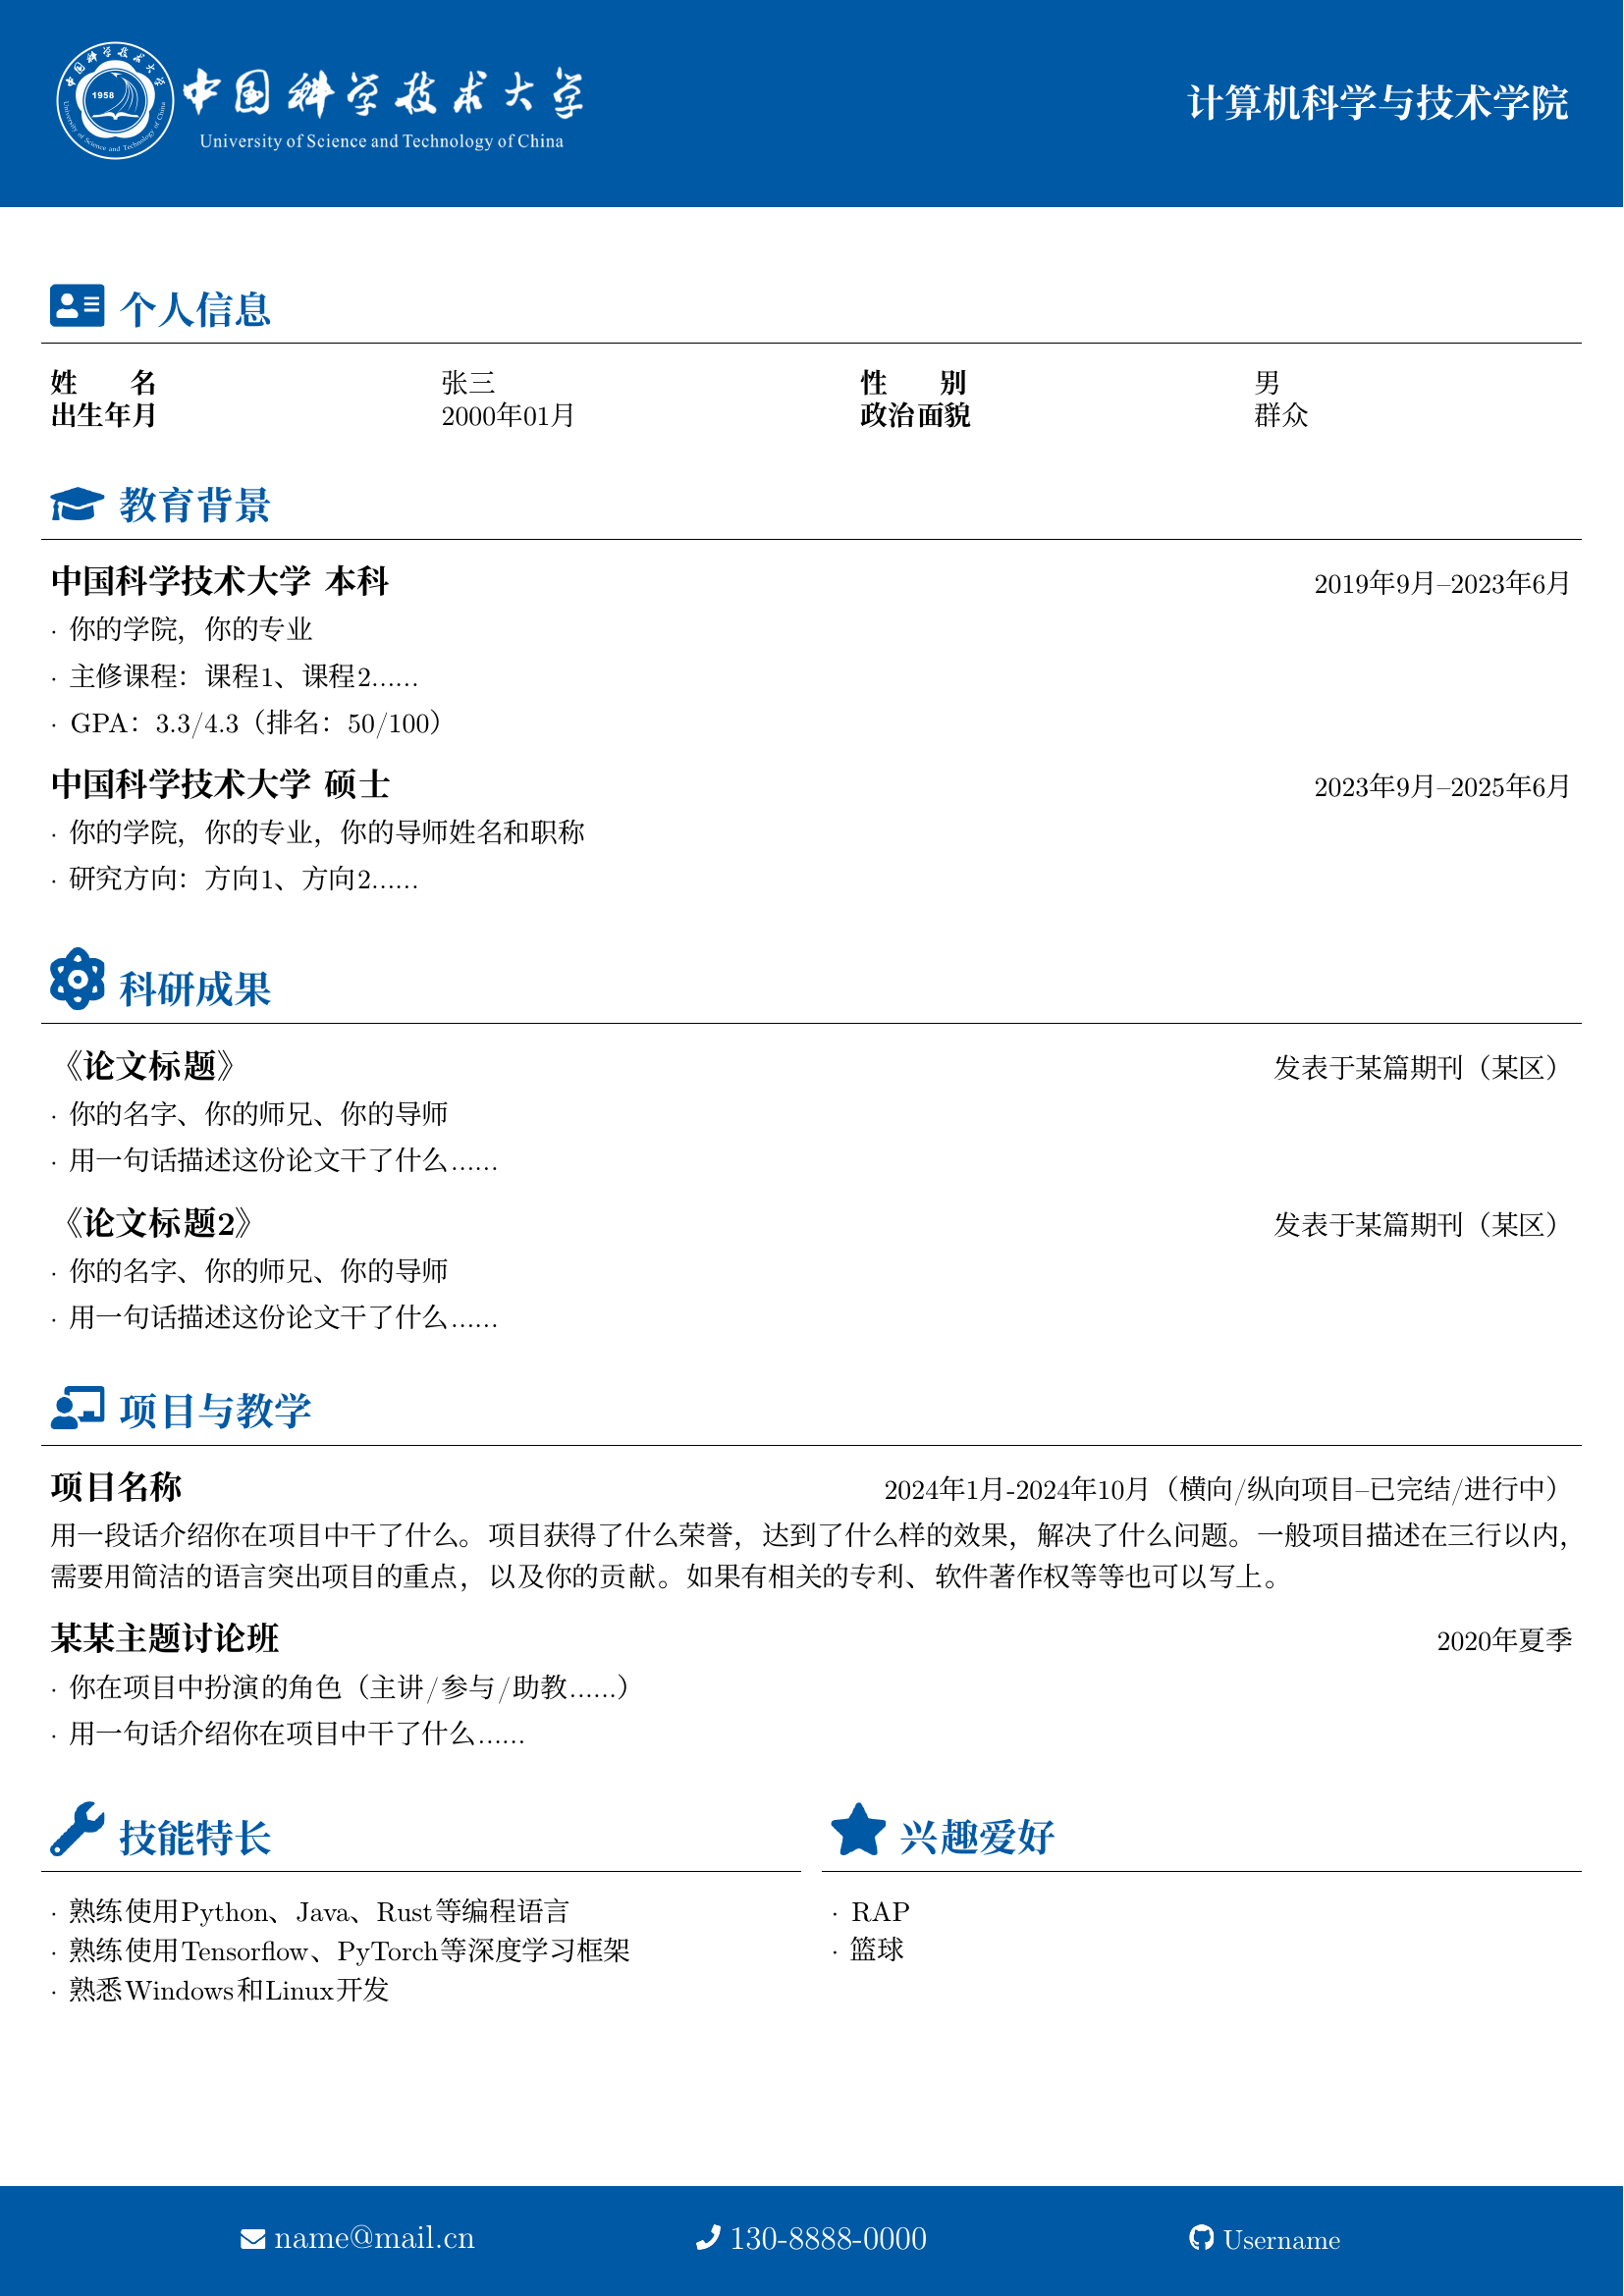 中国科学技术大学
1958
University of Science and Technology of China
中国科学技术大学
University of Science and Technology of China
计算机科学与技术学院
个人信息
姓 名 张三 性 别 男
出生年月 2000年01月 政治面貌 群众
教育背景
中国科学技术大学 本科 2019年9月–2023年6月
· 你的学院，你的专业
· 主修课程：课程1、课程2……
· GPA：3.3/4.3（排名：50/100）
中国科学技术大学 硕士 2023年9月–2025年6月
· 你的学院，你的专业，你的导师姓名和职称
· 研究方向：方向1、方向2……
科研成果
《论文标题》 发表于某篇期刊（某区）
· 你的名字、你的师兄、你的导师
· 用一句话描述这份论文干了什么……
《论文标题2》 发表于某篇期刊（某区）
· 你的名字、你的师兄、你的导师
· 用一句话描述这份论文干了什么……
项目与教学
项目名称 2024年1月-2024年10月（横向/纵向项目–已完结/进行中）
用一段话介绍你在项目中干了什么。项目获得了什么荣誉，达到了什么样的效果，解决了什么问题。一般项目描述在三行以内，
需要用简洁的语言突出项目的重点，以及你的贡献。如果有相关的专利、软件著作权等等也可以写上。
某某主题讨论班 2020年夏季
· 你在项目中扮演的角色（主讲/参与/助教……）
· 用一句话介绍你在项目中干了什么……
技能特长
· 熟练使用Python、Java、Rust等编程语言
· 熟练使用Tensorflow、PyTorch等深度学习框架
· 熟悉Windows和Linux开发
兴趣爱好
· RAP
· 篮球
name@mail.cn 130-8888-0000 Username